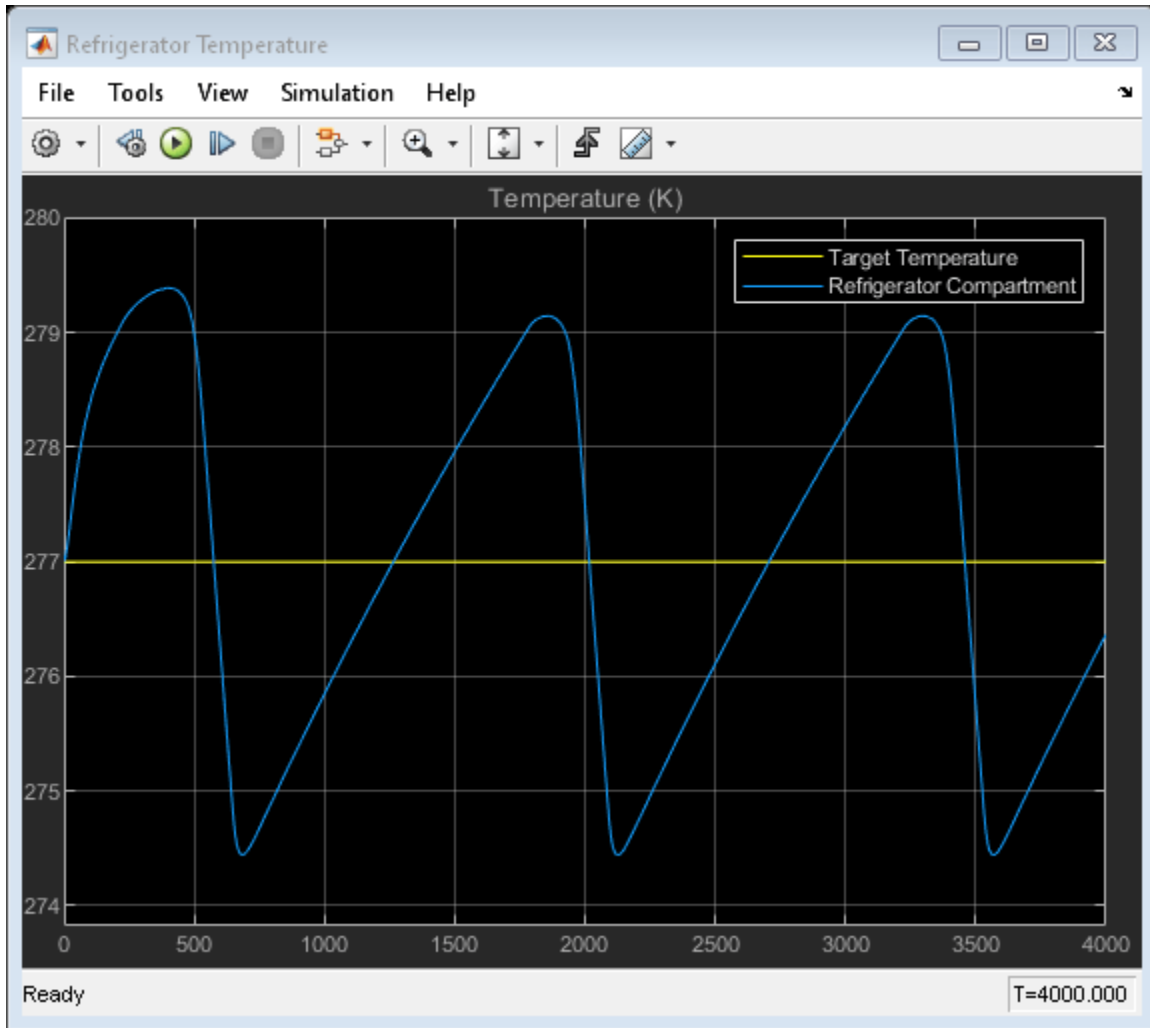 Refrigerator Temperature
File Tools View Simulation Help
Temperature (K)
280
279
278
277
276
275
274
Target Temperature
Refrigerator Compartment
0 500 1000 1500 2000 2500 3000 3500 4000
Ready T=4000.000